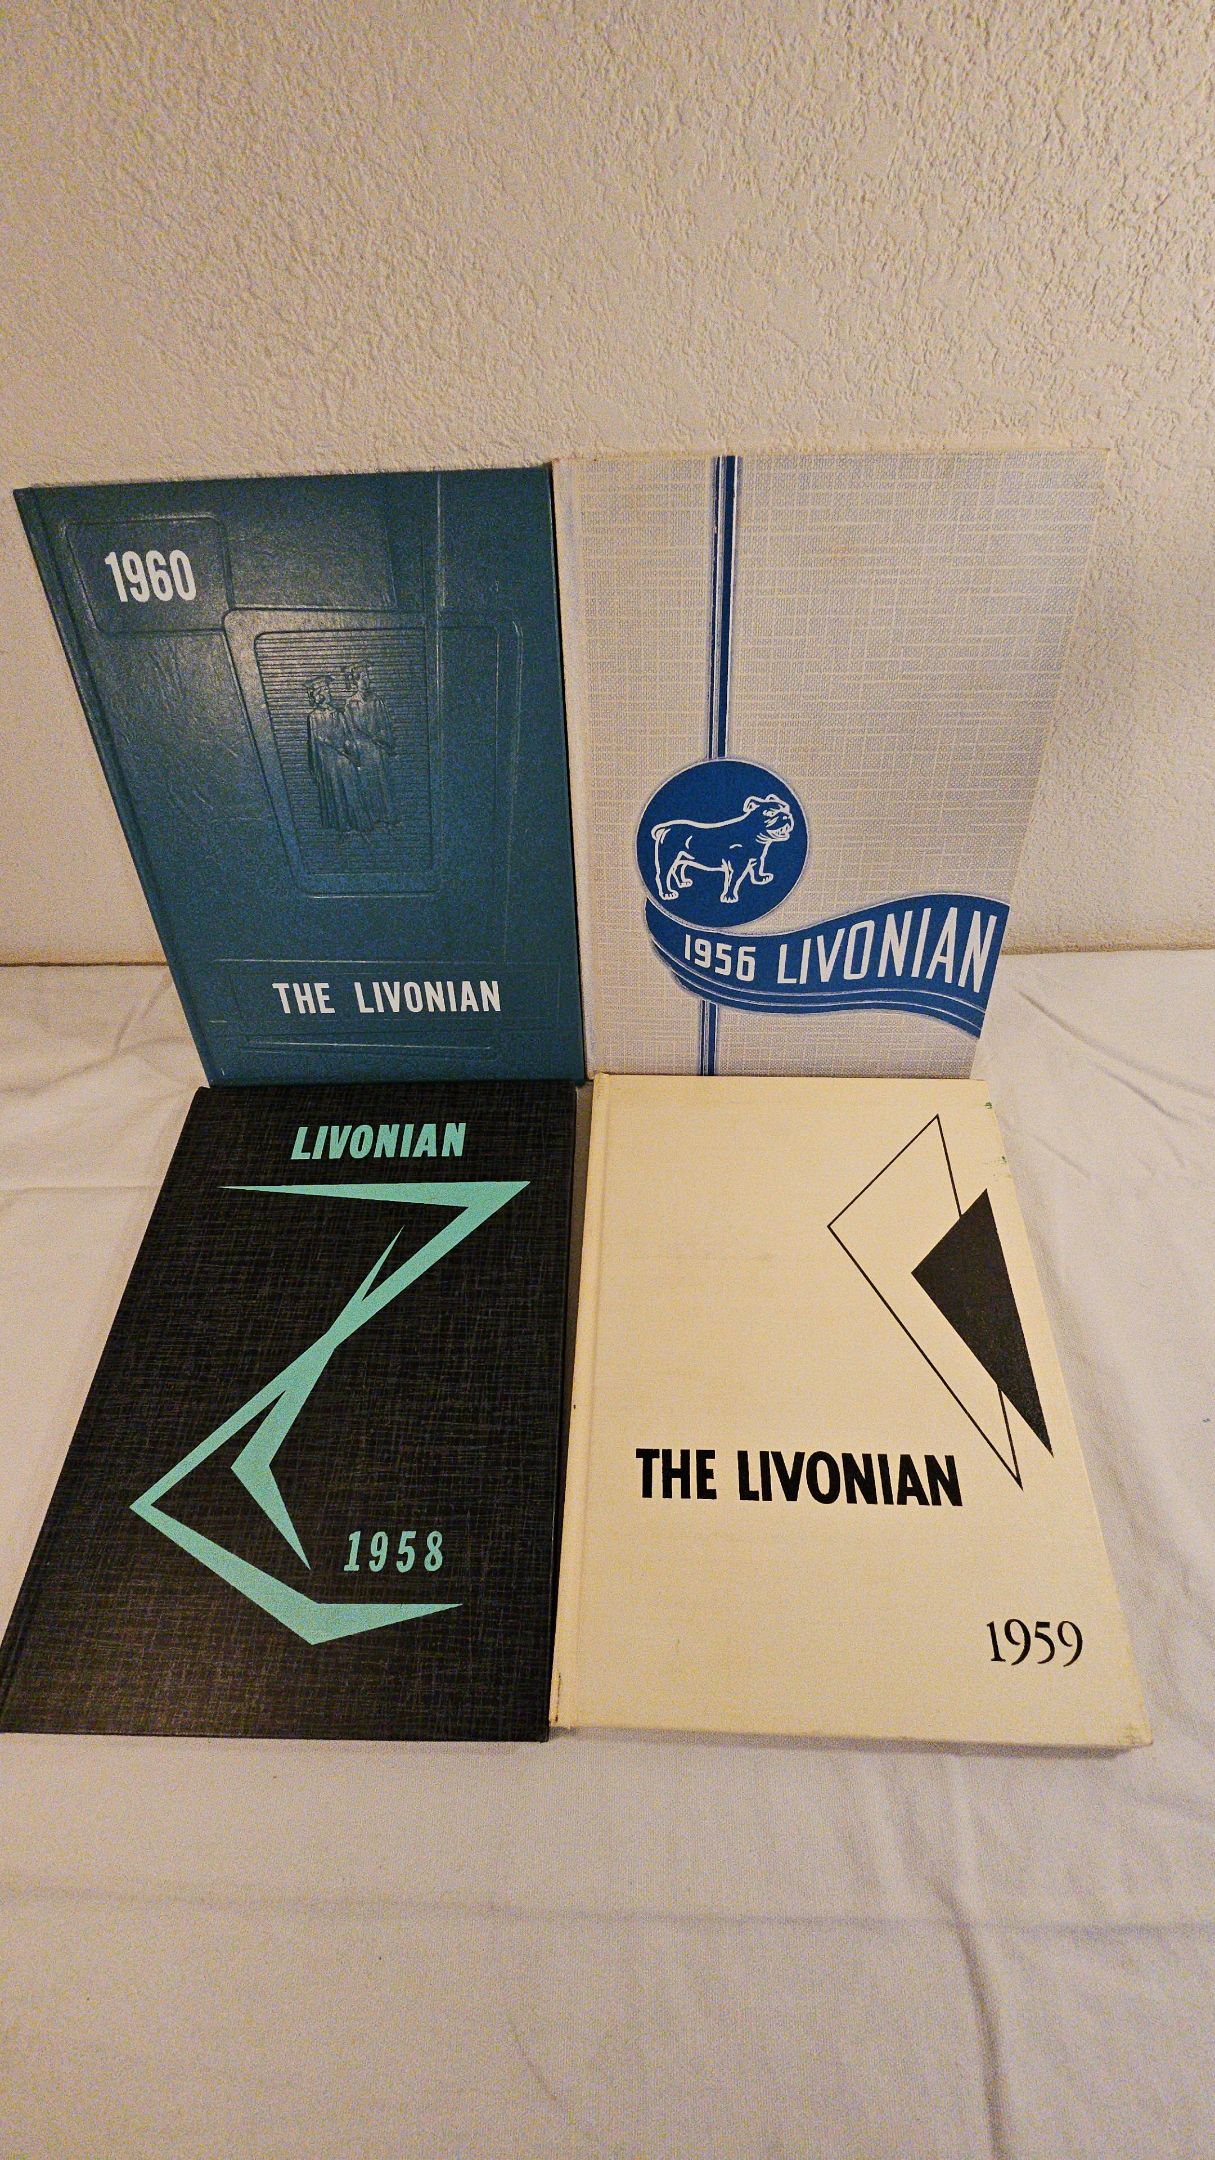 1960
THE LIVONIAN
1956 LIVONIAN
LIVONIAN
1958
THE LIVONIAN
1959